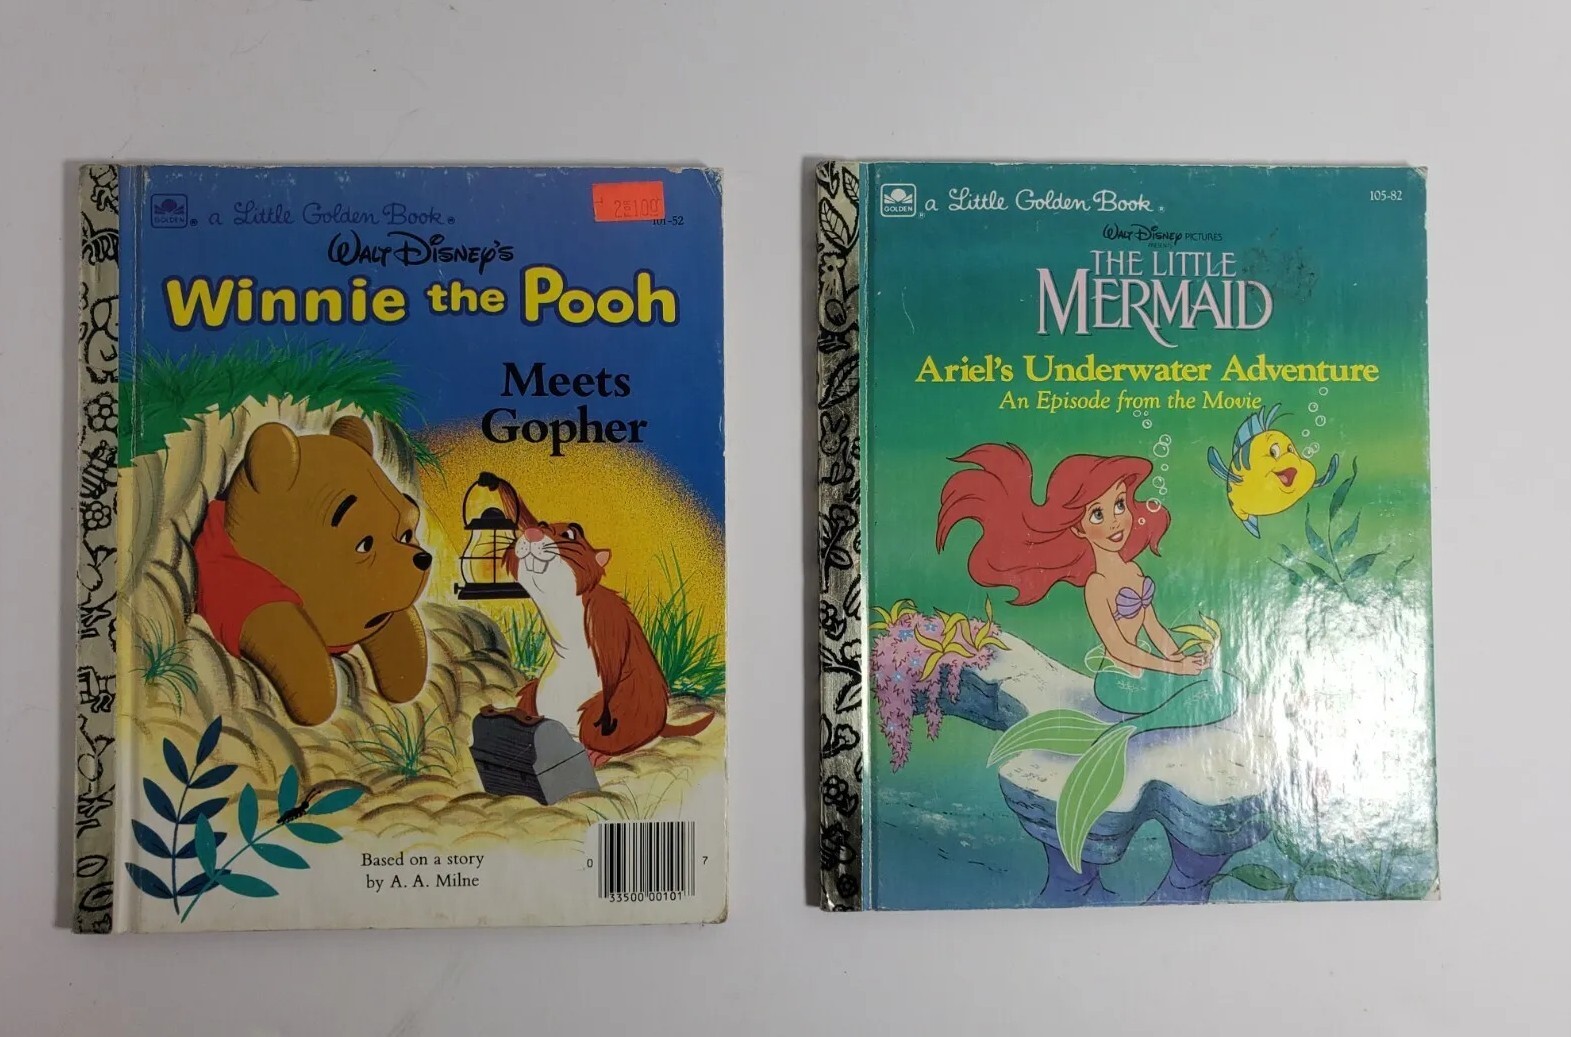 GOLDEN
a Little Golden Book
101-52
Walt Disney's
Winnie the Pooh
Meets
Gopher
Based on a story
by A. A. Milne
0
7
33500 00101
GOLDEN
a Little Golden Book
105-82
Walt Disney PICTURES
PRESENTS
THE LITTLE
MERMAID
Ariel's Underwater Adventure
An Episode from the Movie